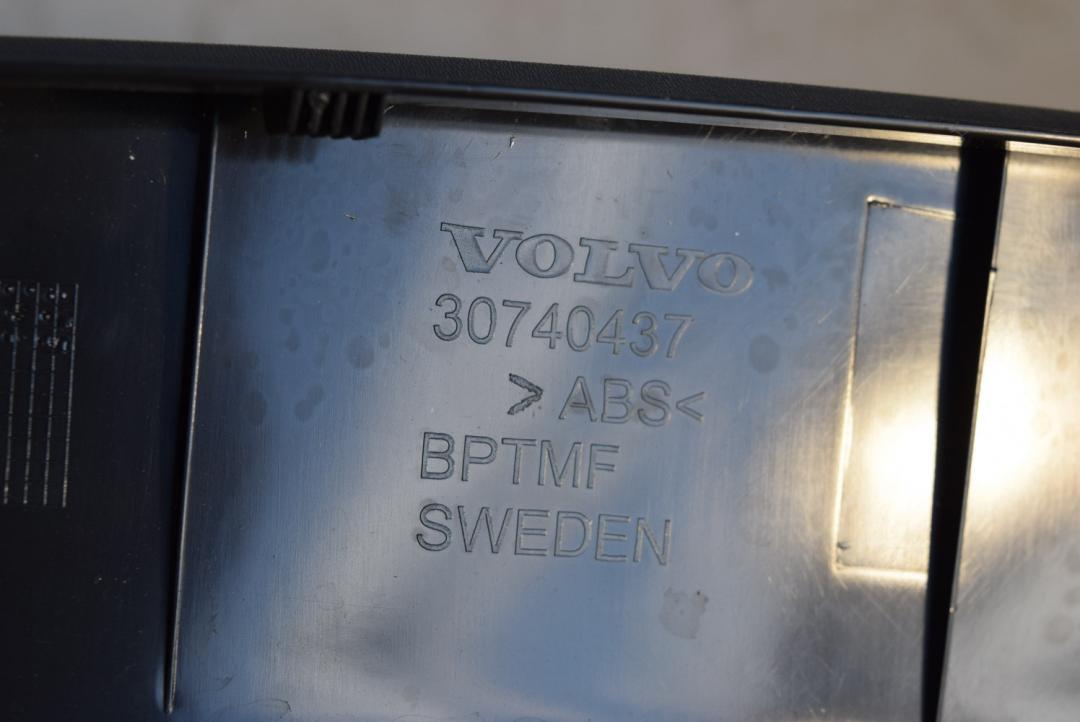 VOLVO
30740437
>ABS<
BPTMF
SWEDEN